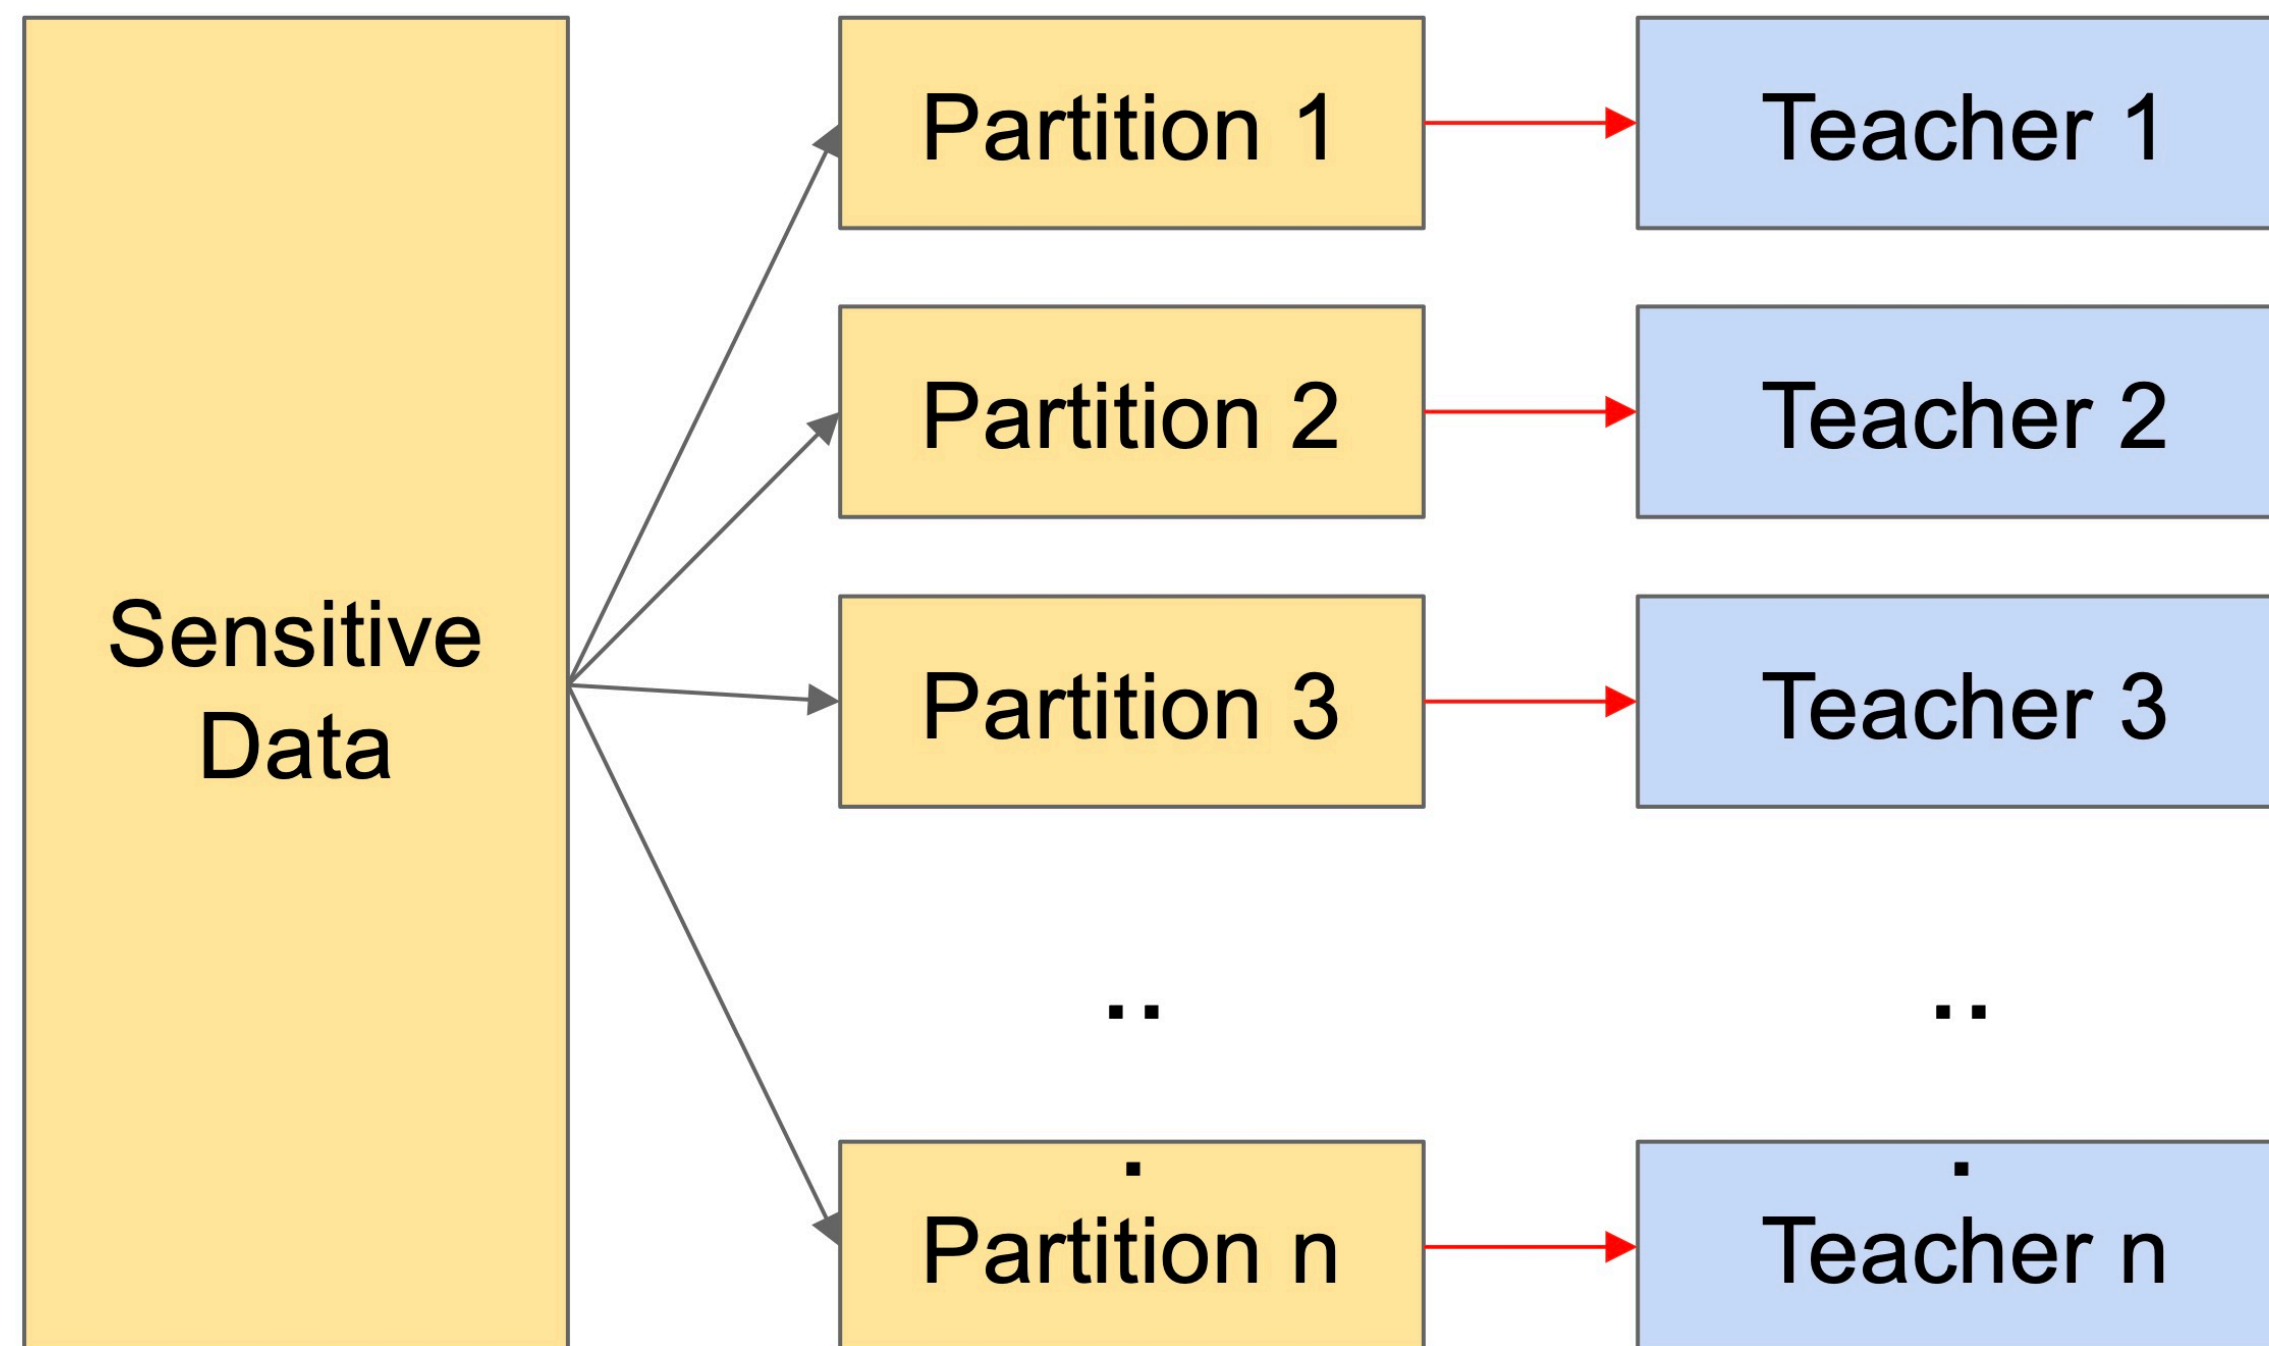 Sensitive
Data
Partition 1
Teacher 1
Partition 2
Teacher 2
Partition 3
Teacher 3
..
..
.
.
Partition n
Teacher n